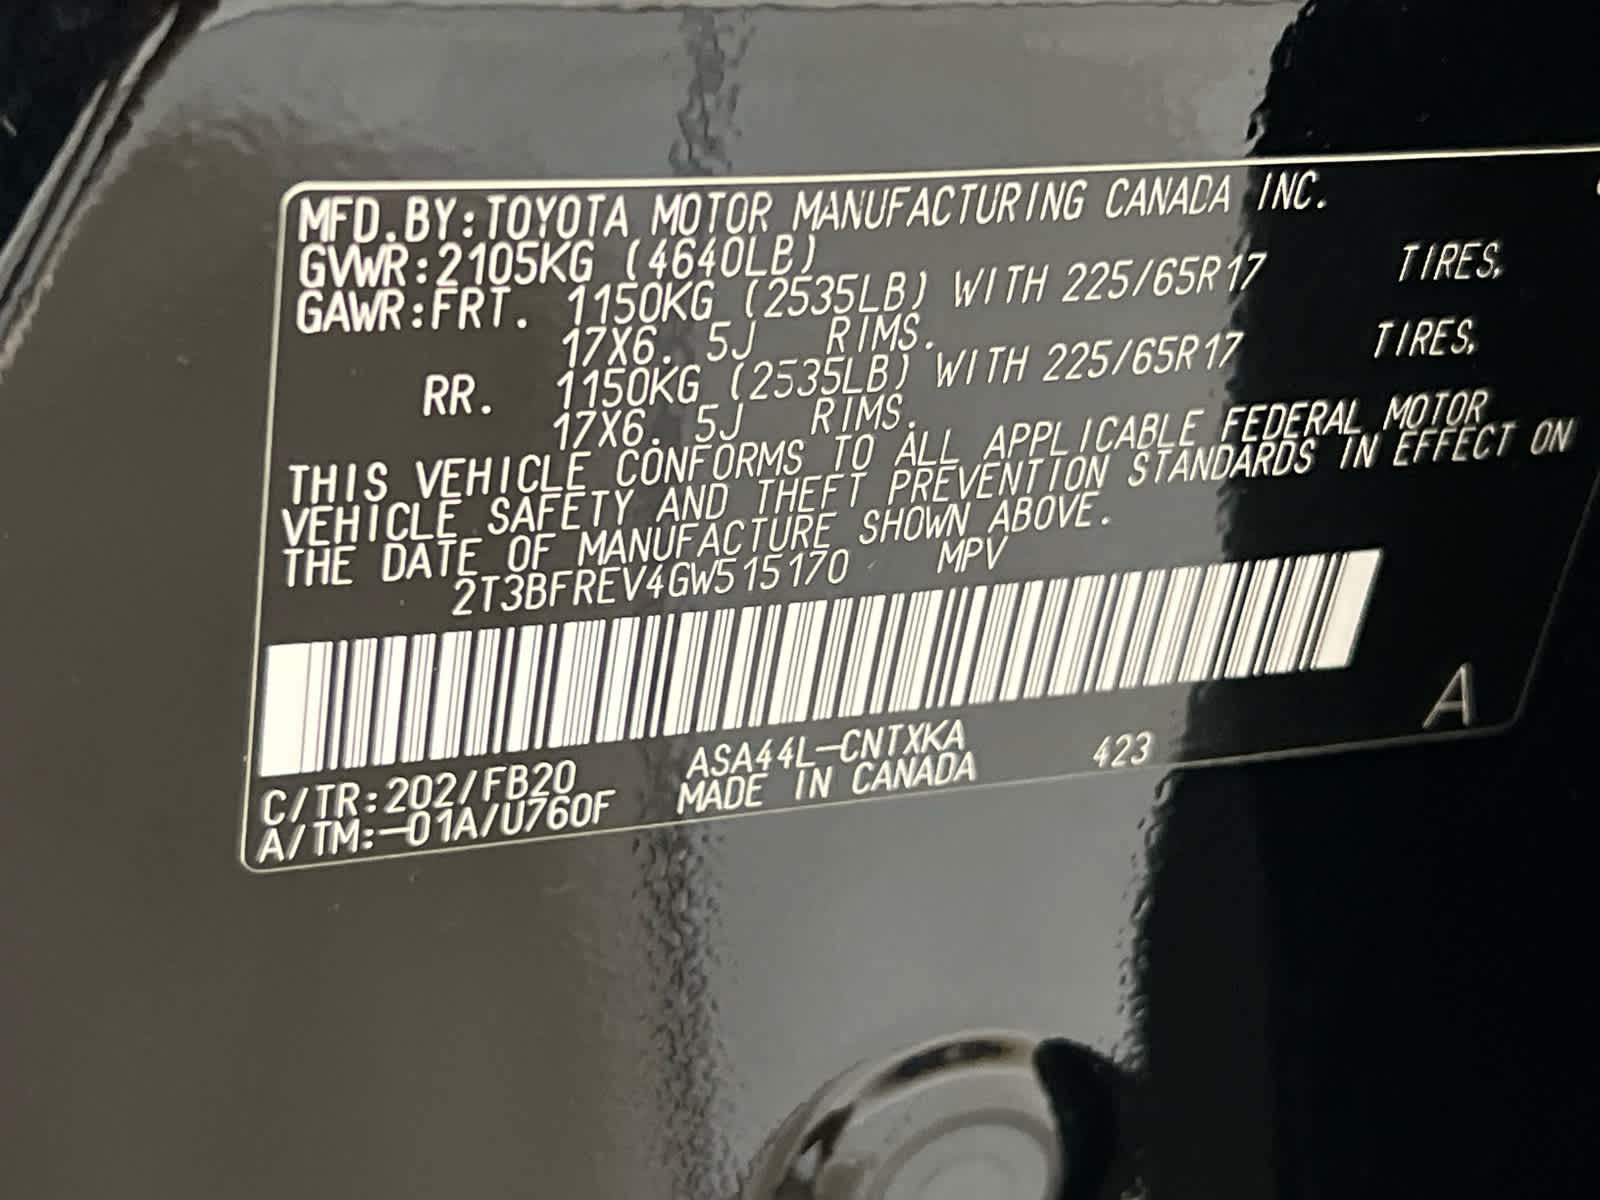 MFD.BY:TOYOTA MOTOR MANUFACTURING CANADA INC.
GVWR:2105KG (4640LB)
GAWR:FRT. 1150KG (2535LB) WITH 225/65R17 TIRES,
17X6.5J RIMS.
RR. 1150KG (2535LB) WITH 225/65R17 TIRES,
17X6.5J RIMS.
THIS VEHICLE CONFORMS TO ALL APPLICABLE FEDERAL MOTOR
VEHICLE SAFETY AND THEFT PREVENTION STANDARDS IN EFFECT ON
THE DATE OF MANUFACTURE SHOWN ABOVE.
2T3BFREV4GW515170 MPV
ASA44L-CNTXKA 423 A
C/TR:202/FB20 MADE IN CANADA
A/TM:-01A/U760F